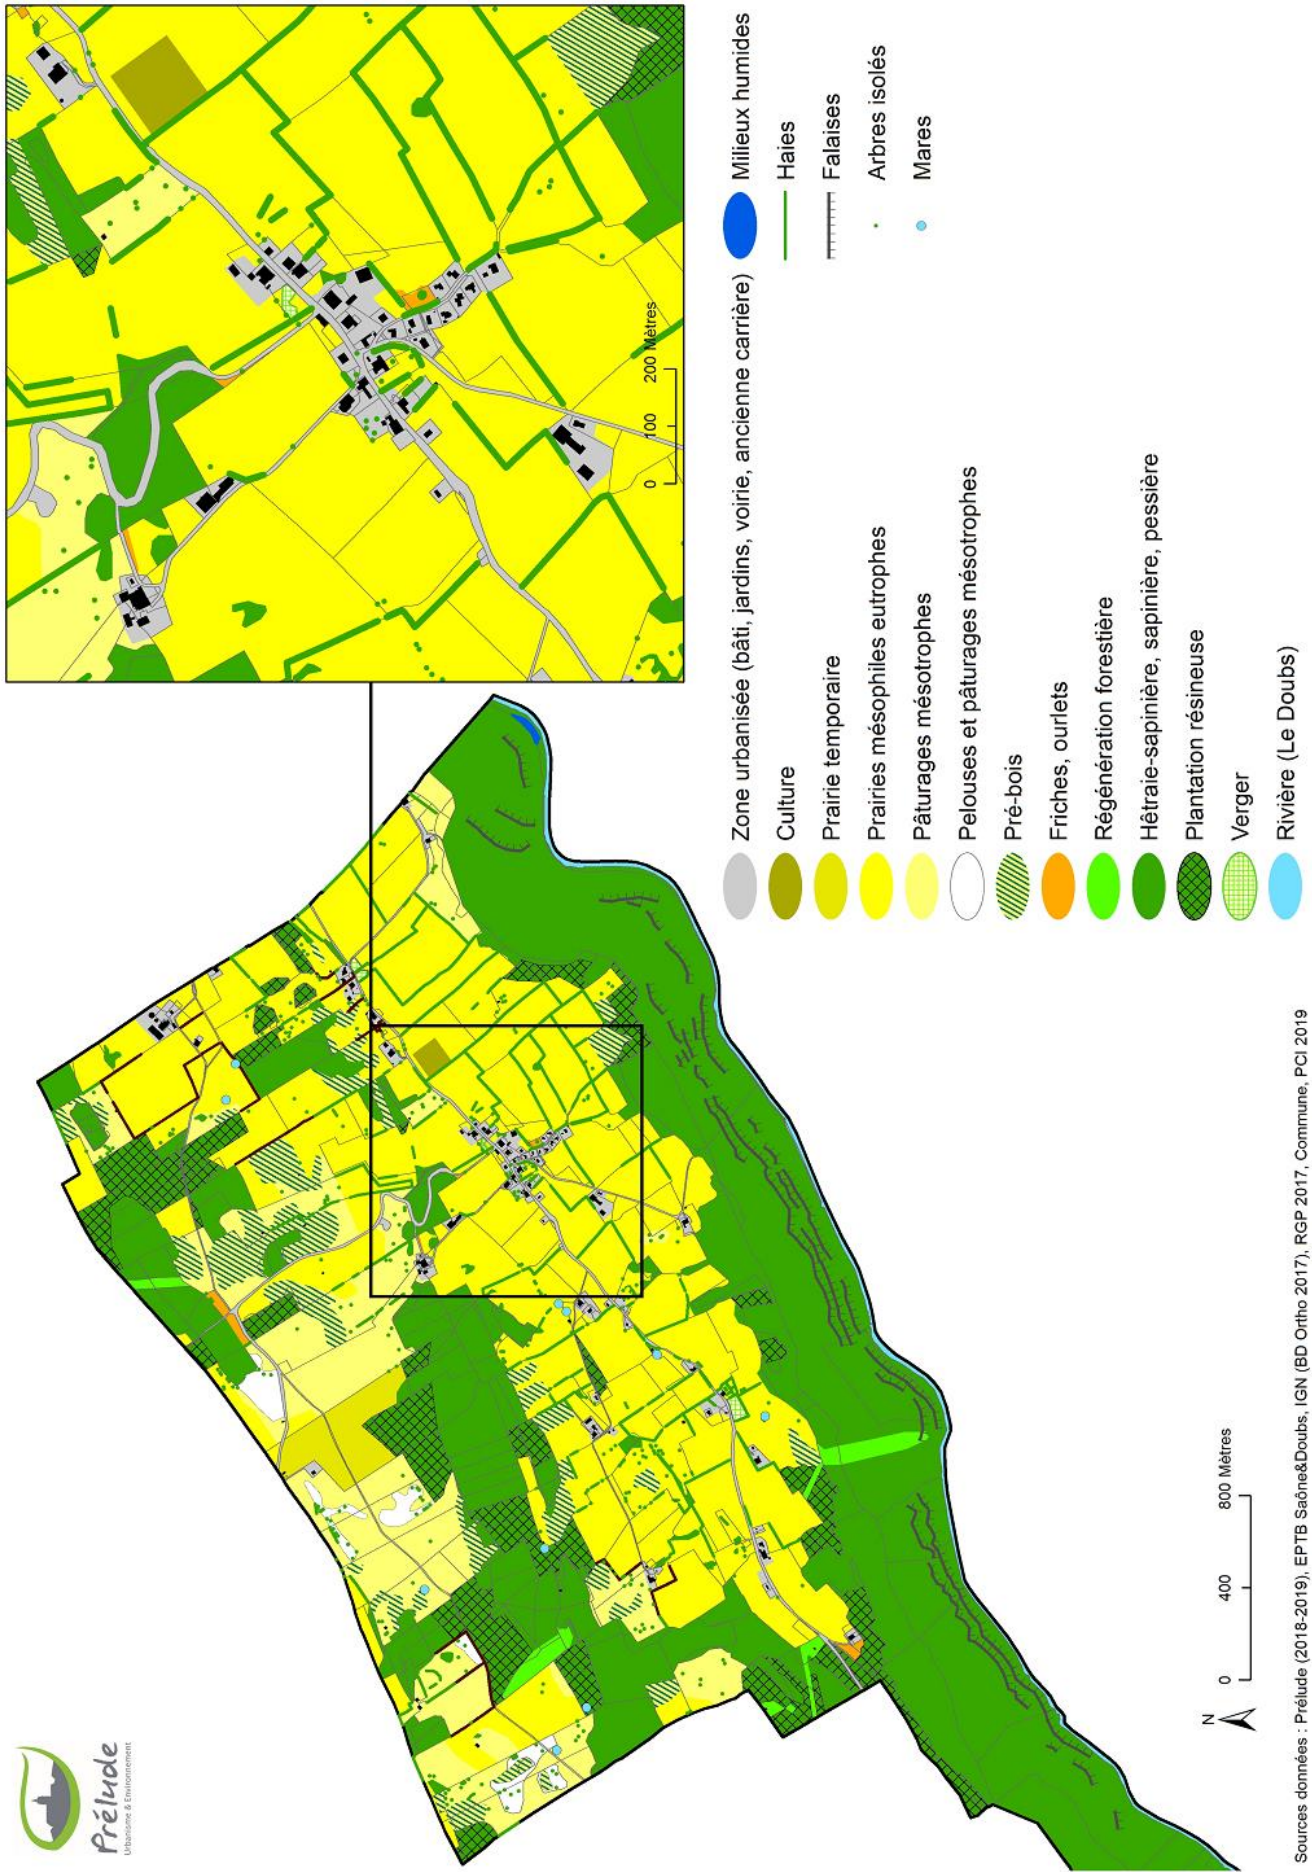 Prélude
Urbanisme & Environnement
0 100 200 Mètres
N
0 400 800 Mètres
Zone urbanisée (bâti, jardins, voirie, ancienne carrière)
Culture
Prairie temporaire
Prairies mésophiles eutrophes
Pâturages mésotrophes
Pelouses et pâturages mésotrophes
Pré-bois
Friches, ourlets
Régénération forestière
Hêtraie-sapinière, sapinière, pessière
Plantation résineuse
Verger
Rivière (Le Doubs)
Milieux humides
Haies
Falaises
Arbres isolés
Mares
Sources données : Prélude (2018-2019), EPTB Saône&Doubs, IGN (BD Ortho 2017), RGP 2017, Commune, PCI 2019